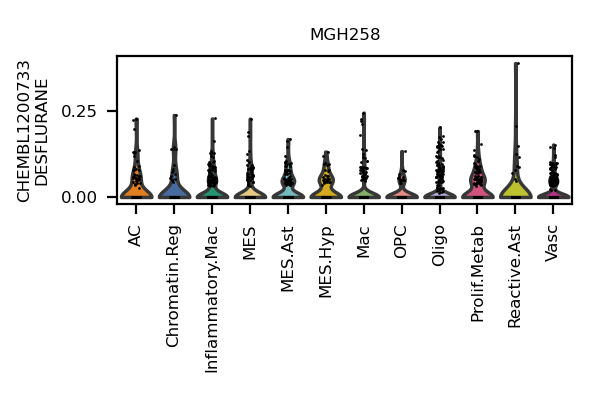 MGH258
CHEMBL1200733
DESFLURANE
0.25
0.00
AC
Chromatin.Reg
Inflammatory.Mac
MES
MES.Ast
MES.Hyp
Mac
OPC
Oligo
Prolif.Metab
Reactive.Ast
Vasc